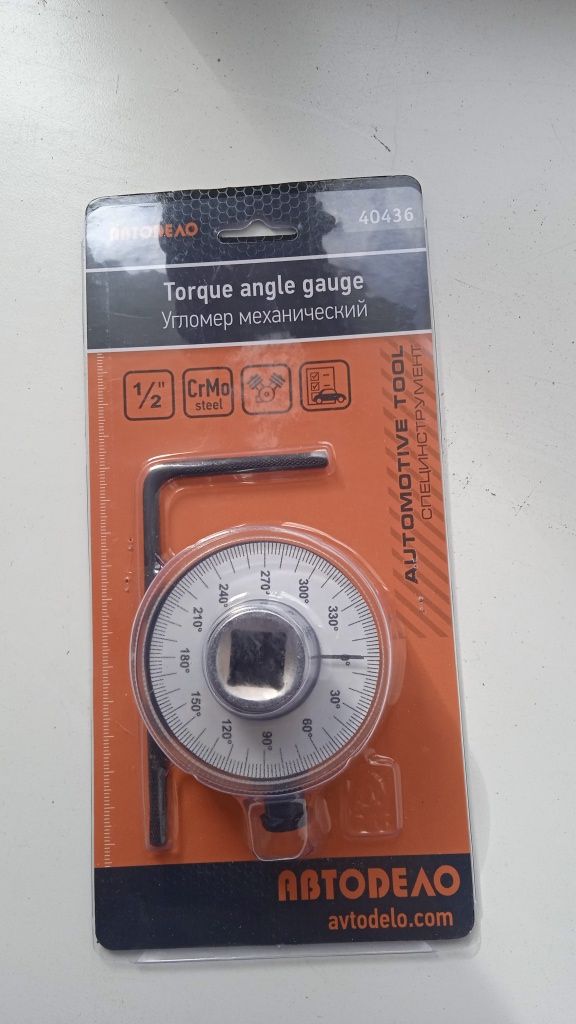 АВТОДЕЛО
40436
Torque angle gauge
Угломер механический
1/2"
CrMo
steel
AUTOMOTIVE TOOL
СПЕЦИНСТРУМЕНТ
270°
300°
330°
0°
30°
60°
90°
120°
150°
180°
210°
240°
АВТОДЕЛО
avtodelo.com